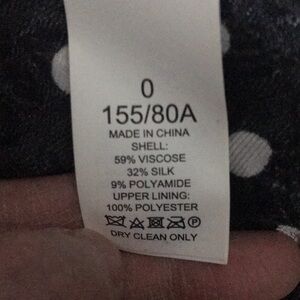 0
155/80A
MADE IN CHINA
SHELL:
59% VISCOSE
32% SILK
9% POLYAMIDE
UPPER LINING:
100% POLYESTER
P
DRY CLEAN ONLY